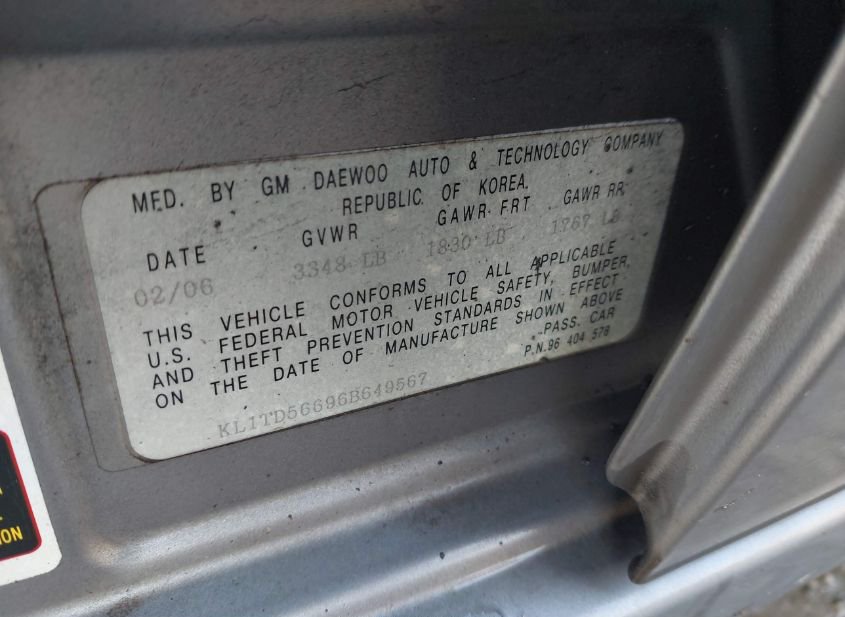 MFD. BY GM DAEWOO AUTO & TECHNOLOGY COMPANY
REPUBLIC OF KOREA.
DATE GVWR GAWR FRT GAWR RR
02/06 3348 LB 1830 LB 1767 LB
THIS VEHICLE CONFORMS TO ALL APPLICABLE
U.S. FEDERAL MOTOR VEHICLE SAFETY, BUMPER,
AND THEFT PREVENTION STANDARDS IN EFFECT
ON THE DATE OF MANUFACTURE SHOWN ABOVE
PASS. CAR
P.N.96 404 578
KL1TD56696B649567